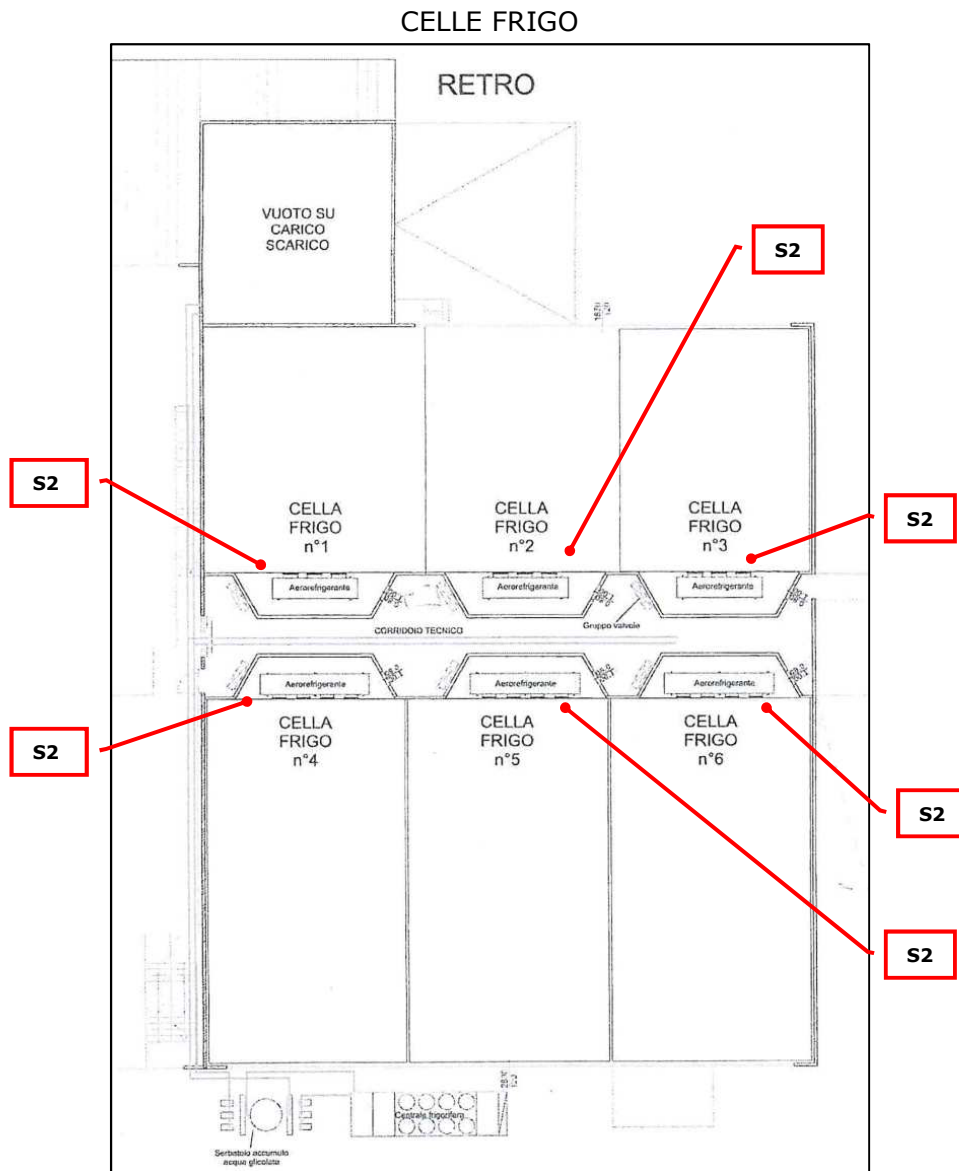 CELLE FRIGO
RETRO
VUOTO SU
CARICO
SCARICO
S2
S2
CELLA
FRIGO
n°1
CELLA
FRIGO
n°2
CELLA
FRIGO
n°3
S2
Aerorefrigerante
Aerorefrigerante
Aerorefrigerante
Gruppo valvole
CORRIDOIO TECNICO
Aerorefrigerante
Aerorefrigerante
Aerorefrigerante
S2
CELLA
FRIGO
n°4
CELLA
FRIGO
n°5
CELLA
FRIGO
n°6
S2
S2
Centrale frigorifera
Serbatoio accumulo
acqua glicolata